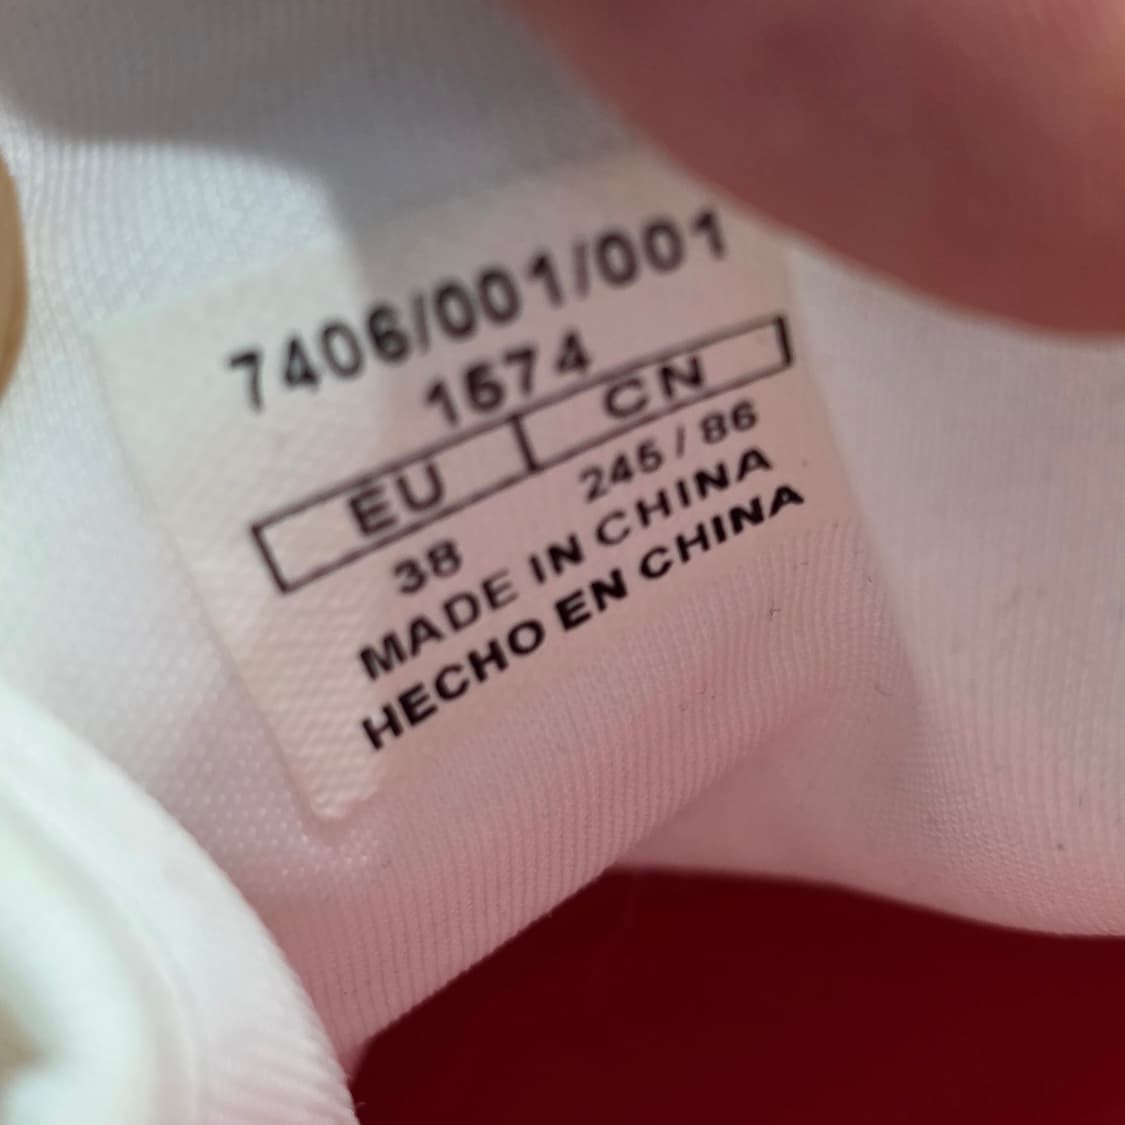 7406/001/001
1574
EU CN
38 245 / 86
MADE IN CHINA
HECHO EN CHINA